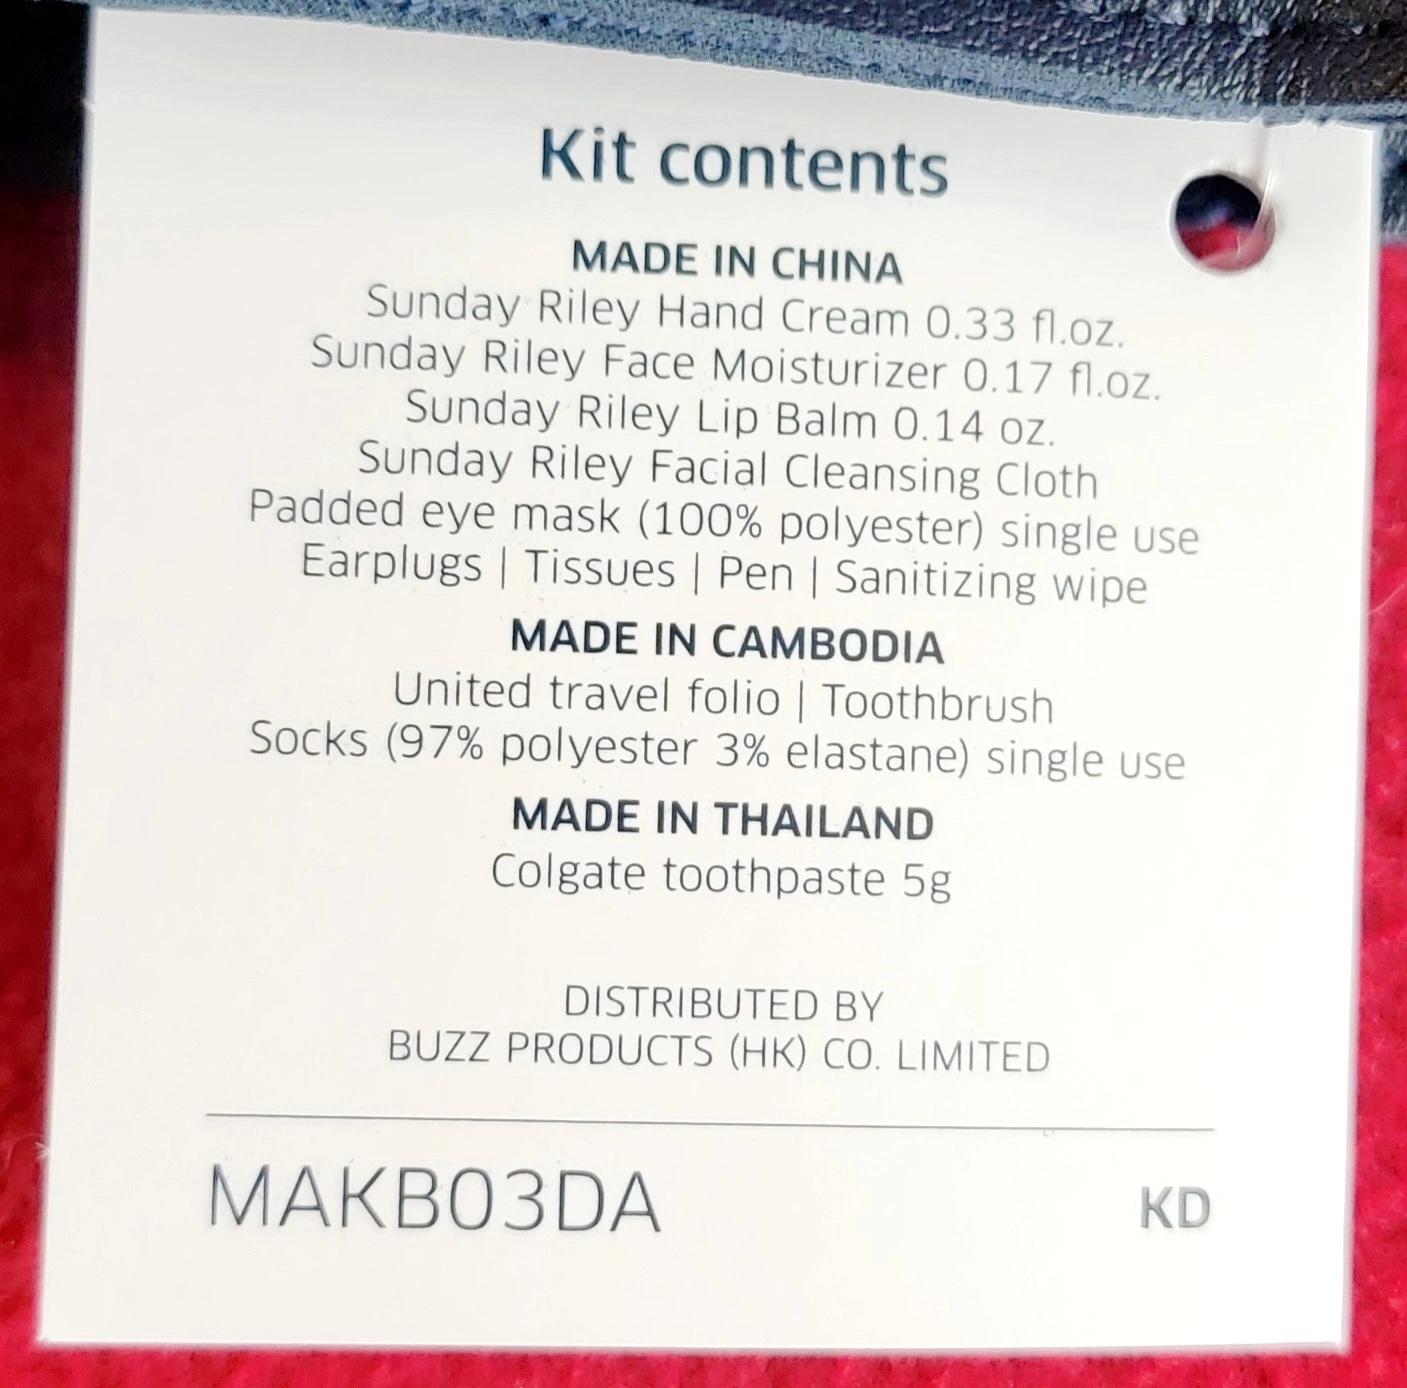 Kit contents
MADE IN CHINA
Sunday Riley Hand Cream 0.33 fl.oz.
Sunday Riley Face Moisturizer 0.17 fl.oz.
Sunday Riley Lip Balm 0.14 oz.
Sunday Riley Facial Cleansing Cloth
Padded eye mask (100% polyester) single use
Earplugs | Tissues | Pen | Sanitizing wipe
MADE IN CAMBODIA
United travel folio | Toothbrush
Socks (97% polyester 3% elastane) single use
MADE IN THAILAND
Colgate toothpaste 5g
DISTRIBUTED BY
BUZZ PRODUCTS (HK) CO. LIMITED
MAKB03DA KD